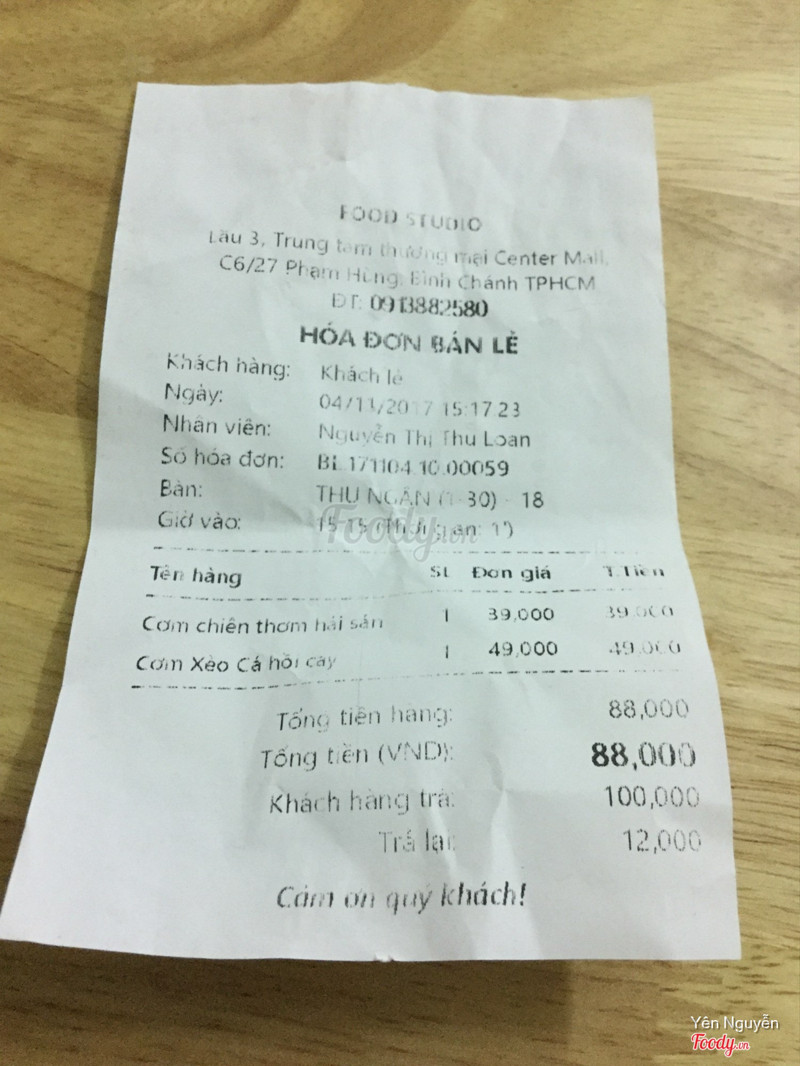 FOOD STUDIO
Lầu 3, Trung tâm thương mại Center Mall,
C6/27 Phạm Hùng, Bình Chánh TPHCM
ĐT: 0913882580
HÓA ĐƠN BÁN LẺ
Khách hàng: Khách lẻ
Ngày: 04/11/2017 15:17:23
Nhân viên: Nguyễn Thị Thu Loan
Số hóa đơn: BL.171104.10.00059
Bàn: THU NGÂN (1-30) - 18
Giờ vào: 15:15
Tên hàng SL Đơn giá T.Tiền
Cơm chiên thơm hải sản 1 39,000 39,000
Cơm Xèo Cá hồi cay 1 49,000 49,000
Tổng tiền hàng: 88,000
Tổng tiền (VND): 88,000
Khách hàng trả: 100,000
Trả lại: 12,000
Cảm ơn quý khách!
Foody.vn
Yên Nguyễn
Foody.vn